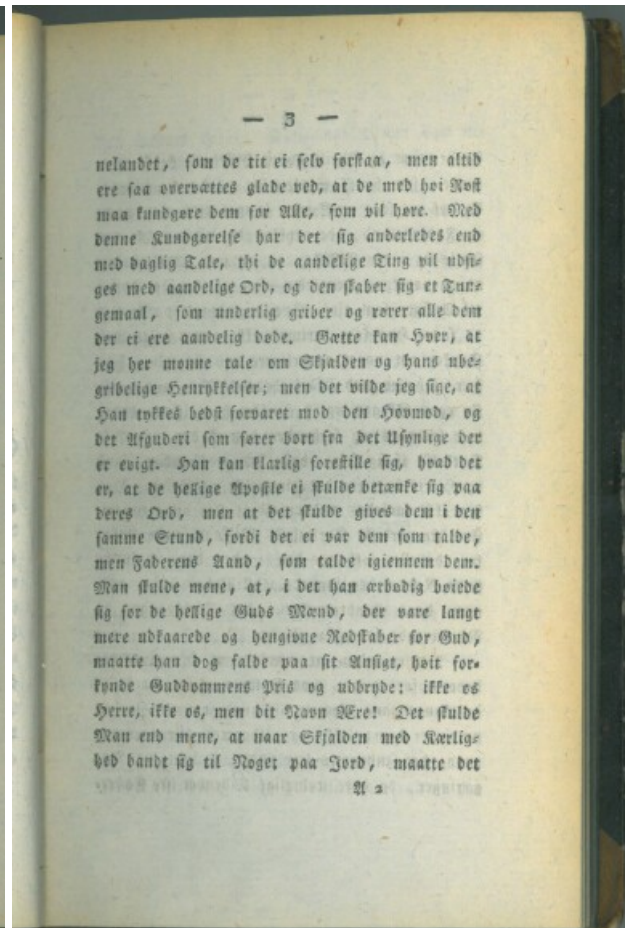 — 3 —
nelandet, som de tit ei selv forstaa, men altid
ere saa overvættes glade ved, at de med høi Røst
maa kundgøre dem for Alle, som vil høre. Med
denne Kundgørelse har det sig anderledes end
med daglig Tale, thi de aandelige Ting vil udsi-
ges med aandelige Ord, og den skaber sig et Tun-
gemaal, som underlig griber og rører alle dem
der ei ere aandelig døde. Gætte kan Hver, at
jeg her monne tale om Skjalden og hans ube-
gribelige Henrykkelser; men det vilde jeg sige, at
Han tykkes bedst forvaret mod den Hovmod, og
det Afguderi som fører bort fra det Usynlige der
er evigt. Han kan klarlig forestille sig, hvad det
er, at de hellige Apostle ei skulde betænke sig paa
deres Ord, men at det skulde gives dem i den
samme Stund, fordi det ei var dem som talde,
men Faderens Aand, som talde igiennem dem.
Man skulde mene, at, i det han ærbødig bøiede
sig for de hellige Guds Mænd, der vare langt
mere udkaarede og hengivne Redskaber for Gud,
maatte han dog falde paa sit Ansigt, høit for-
kynde Guddommens Pris og udbryde: ikke os
Herre, ikke os, men dit Navn Ære! Det skulde
Man end mene, at naar Skjalden med Kærlig-
hed bandt sig til Noget paa Jord, maatte det
A 2